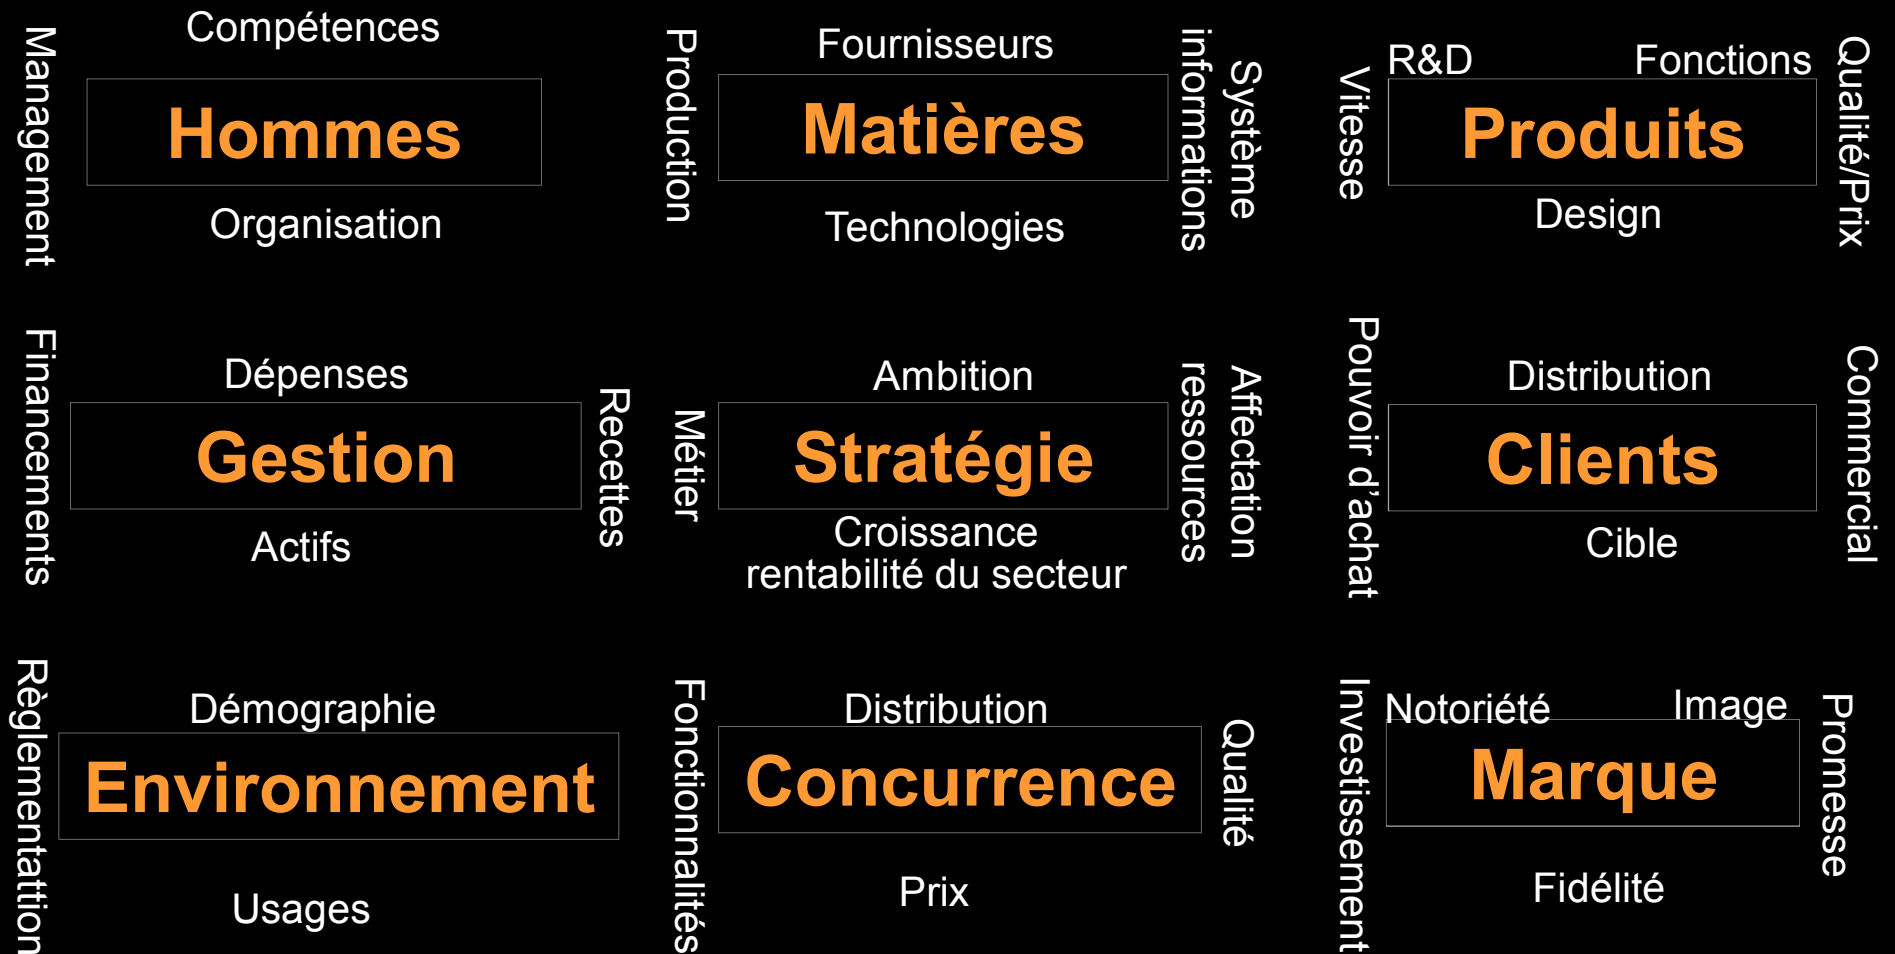 Management
Compétences
Hommes
Organisation
Production
Fournisseurs
Matières
Technologies
Système
informations
Vitesse
R&D
Fonctions
Produits
Design
Qualité/Prix
Financements
Dépenses
Gestion
Actifs
Recettes
Métier
Ambition
Stratégie
Croissance
rentabilité du secteur
Affectation
ressources
Pouvoir d'achat
Distribution
Clients
Cible
Commercial
Règlementattion
Démographie
Environnement
Usages
Fonctionnalités
Distribution
Concurrence
Prix
Qualité
Investissement
Notoriété
Image
Marque
Fidélité
Promesse